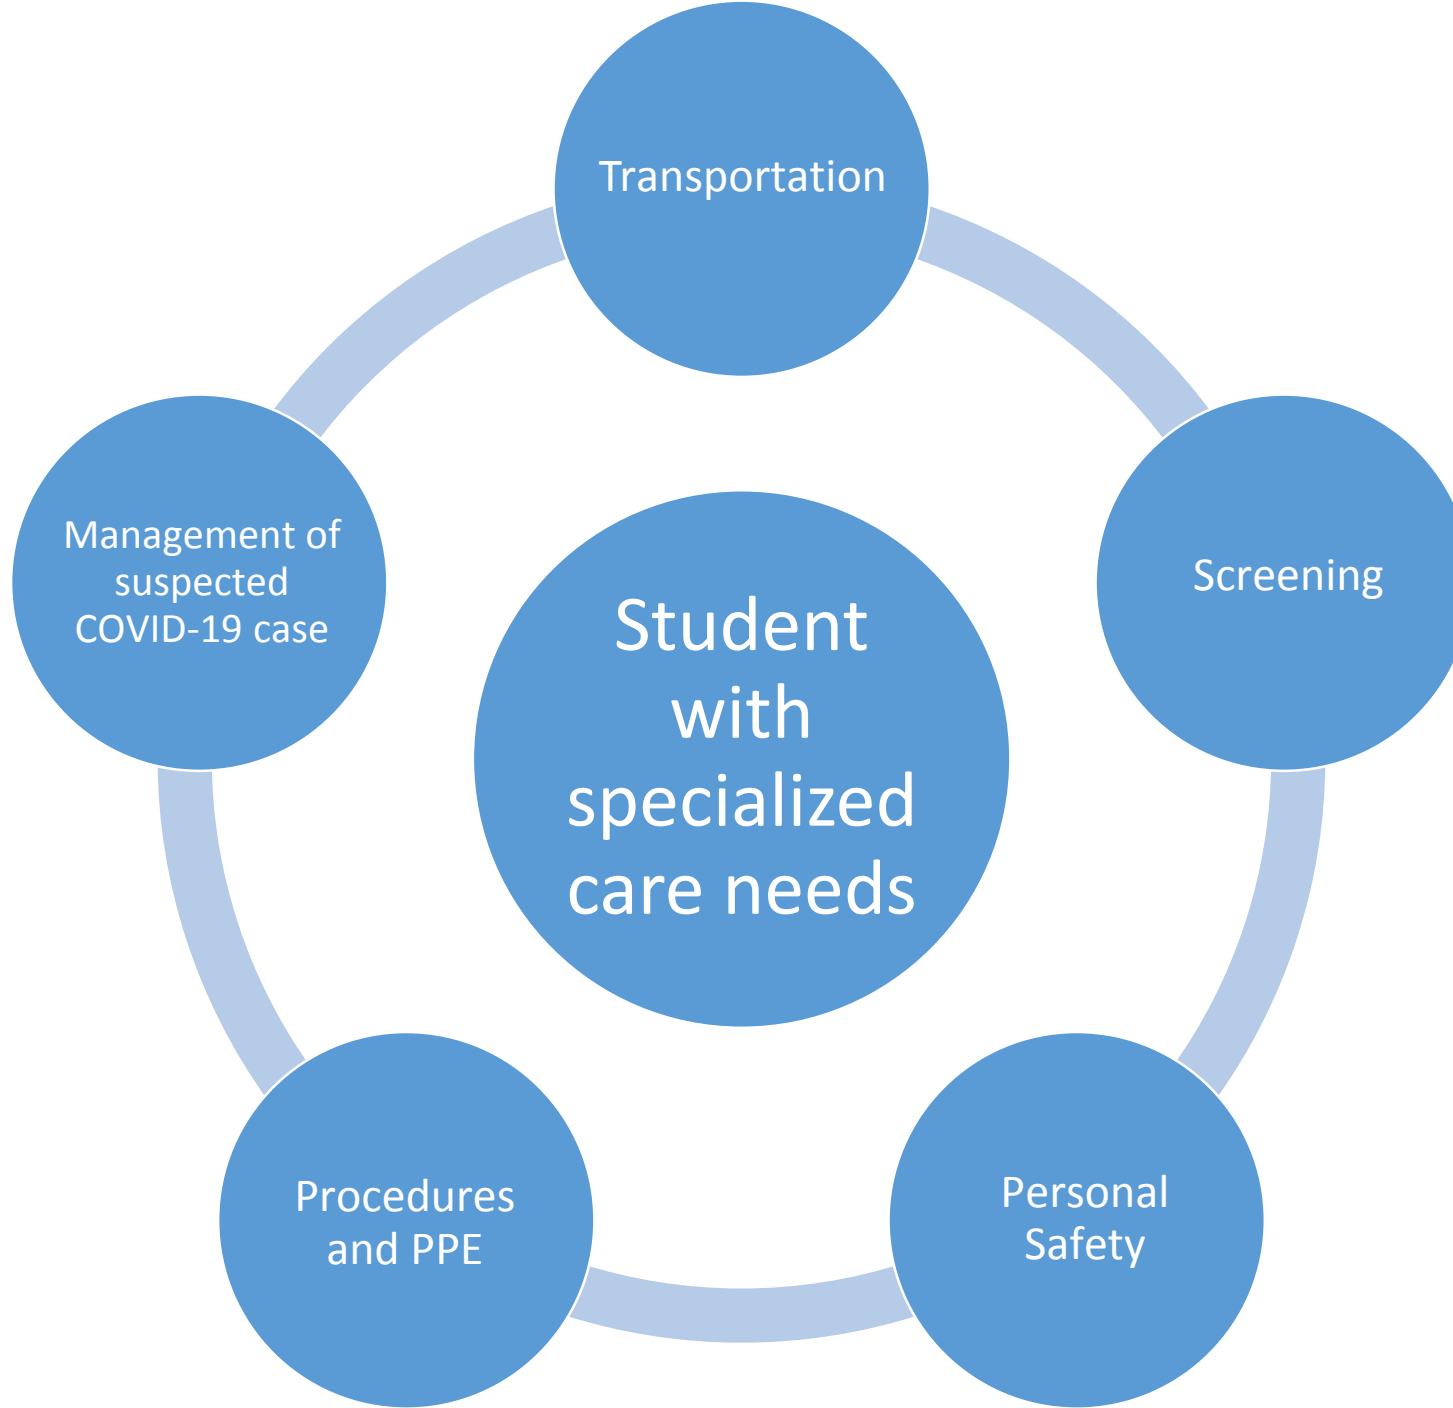 Transportation
Screening
Personal
Safety
Procedures
and PPE
Management of
suspected
COVID-19 case
Student
with
specialized
care needs